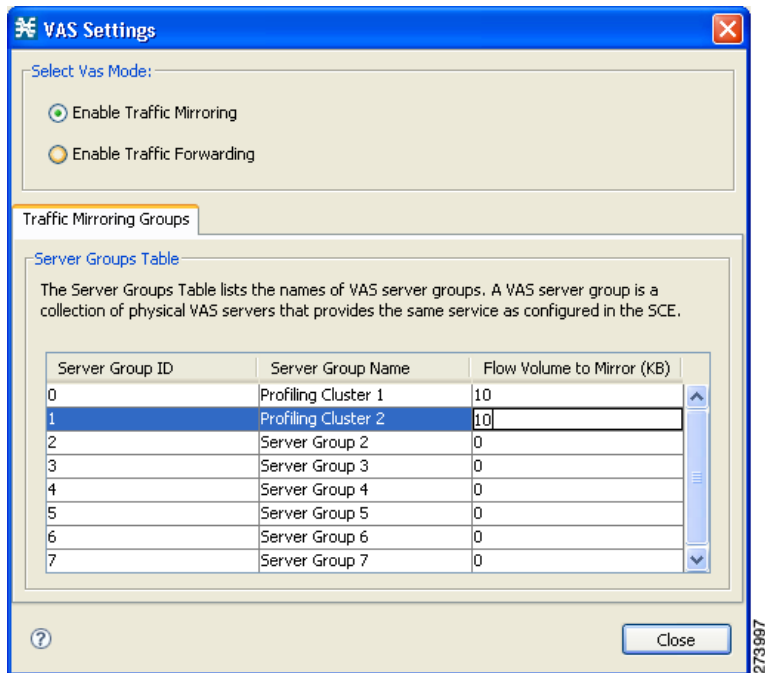 VAS Settings
Select Vas Mode:
Enable Traffic Mirroring
Enable Traffic Forwarding
Traffic Mirroring Groups
Server Groups Table
The Server Groups Table lists the names of VAS server groups. A VAS server group is a
collection of physical VAS servers that provides the same service as configured in the SCE.
Server Group ID Server Group Name Flow Volume to Mirror (KB)
0 Profiling Cluster 1 10
1 Profiling Cluster 2 10
2 Server Group 2 0
3 Server Group 3 0
4 Server Group 4 0
5 Server Group 5 0
6 Server Group 6 0
7 Server Group 7 0
? Close
273997